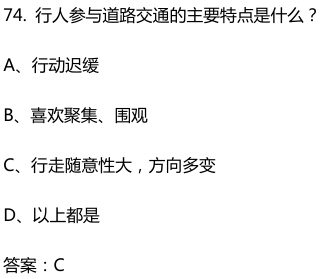 74. 行人参与道路交通的主要特点是什么？
A、行动迟缓
B、喜欢聚集、围观
C、行走随意性大，方向多变
D、以上都是
答案：C